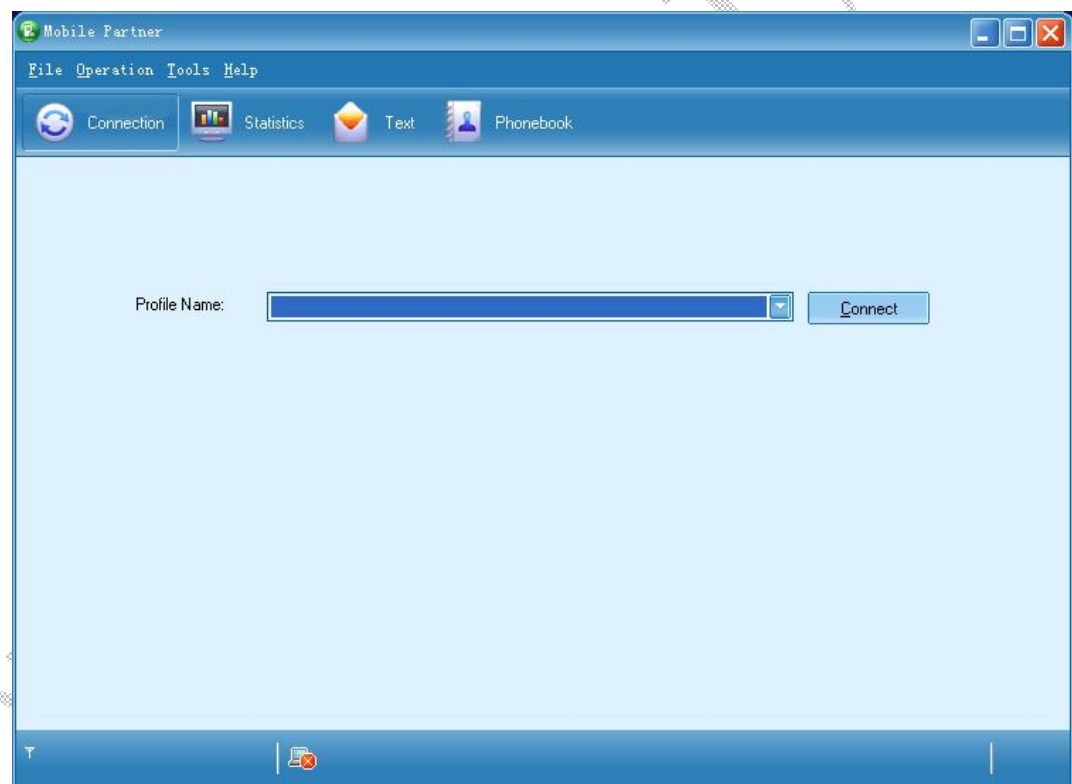 Mobile Partner
File Operation Tools Help
Connection Statistics Text Phonebook
Profile Name: Connect